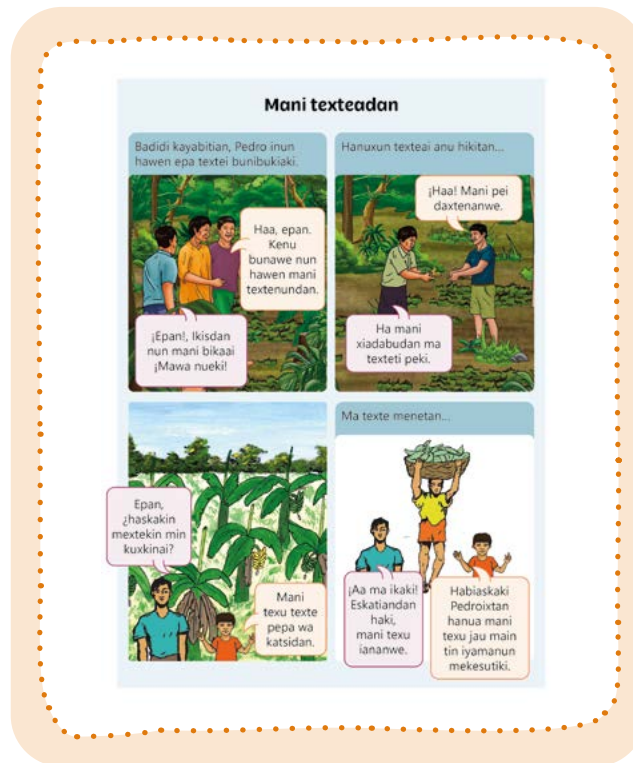 Mani texteadan
Badidi kayabitian, Pedro inun
hawen epa textei bunibukiaki.
Haa, epan.
Kenu
bunawe nun
hawen mani
textenundan.
¡Epan!, Ikisdan
nun mani bikaai
¡Mawa nueki!
Hanuxun texteai anu hikitan...
¡Haa! Mani pei
daxtenanwe.
Ha mani
xiadabudan ma
texteti peki.
Epan,
¿haskakin
mextekin min
kuxkinai?
Mani
texu texte
pepa wa
katsidan.
Ma texte menetan...
¡Aa ma ikaki!
Eskatiandan
haki,
mani texu
iananwe.
Habiaskaki
Pedroixtan
hanua mani
texu jau main
tin iyamanun
mekesutiki.